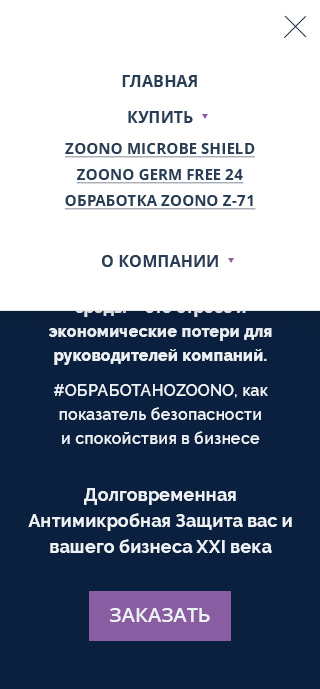 ГЛАВНАЯ
КУПИТЬ
ZOONO MICROBE SHIELD
ZOONO GERM FREE 24
ОБРАБОТКА ZOONO Z-71
О КОМПАНИИ
экономические потери для
руководителей компаний.
#ОБРАБОТАНОZOONO, как
показатель безопасности
и спокойствия в бизнесе
Долговременная
Антимикробная Защита вас и
вашего бизнеса XXI века
ЗАКАЗАТЬ